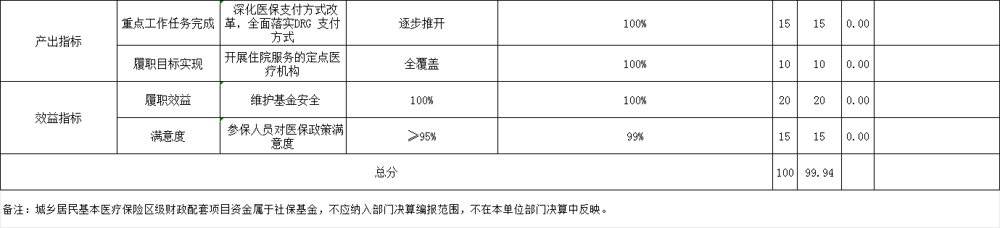 产出指标
重点工作任务完成
深化医保支付方式改
革，全面落实DRG 支付
方式
逐步推开
100%
15
15
0.00
履职目标实现
开展住院服务的定点医
疗机构
全覆盖
100%
10
10
0.00
效益指标
履职效益
维护基金安全
100%
100%
20
20
0.00
满意度
参保人员对医保政策满
意度
≥95%
99%
15
15
0.00
总分
100
99.94
备注：城乡居民基本医疗保险区级财政配套项目资金属于社保基金，不应纳入部门决算编报范围，不在本单位部门决算中反映。